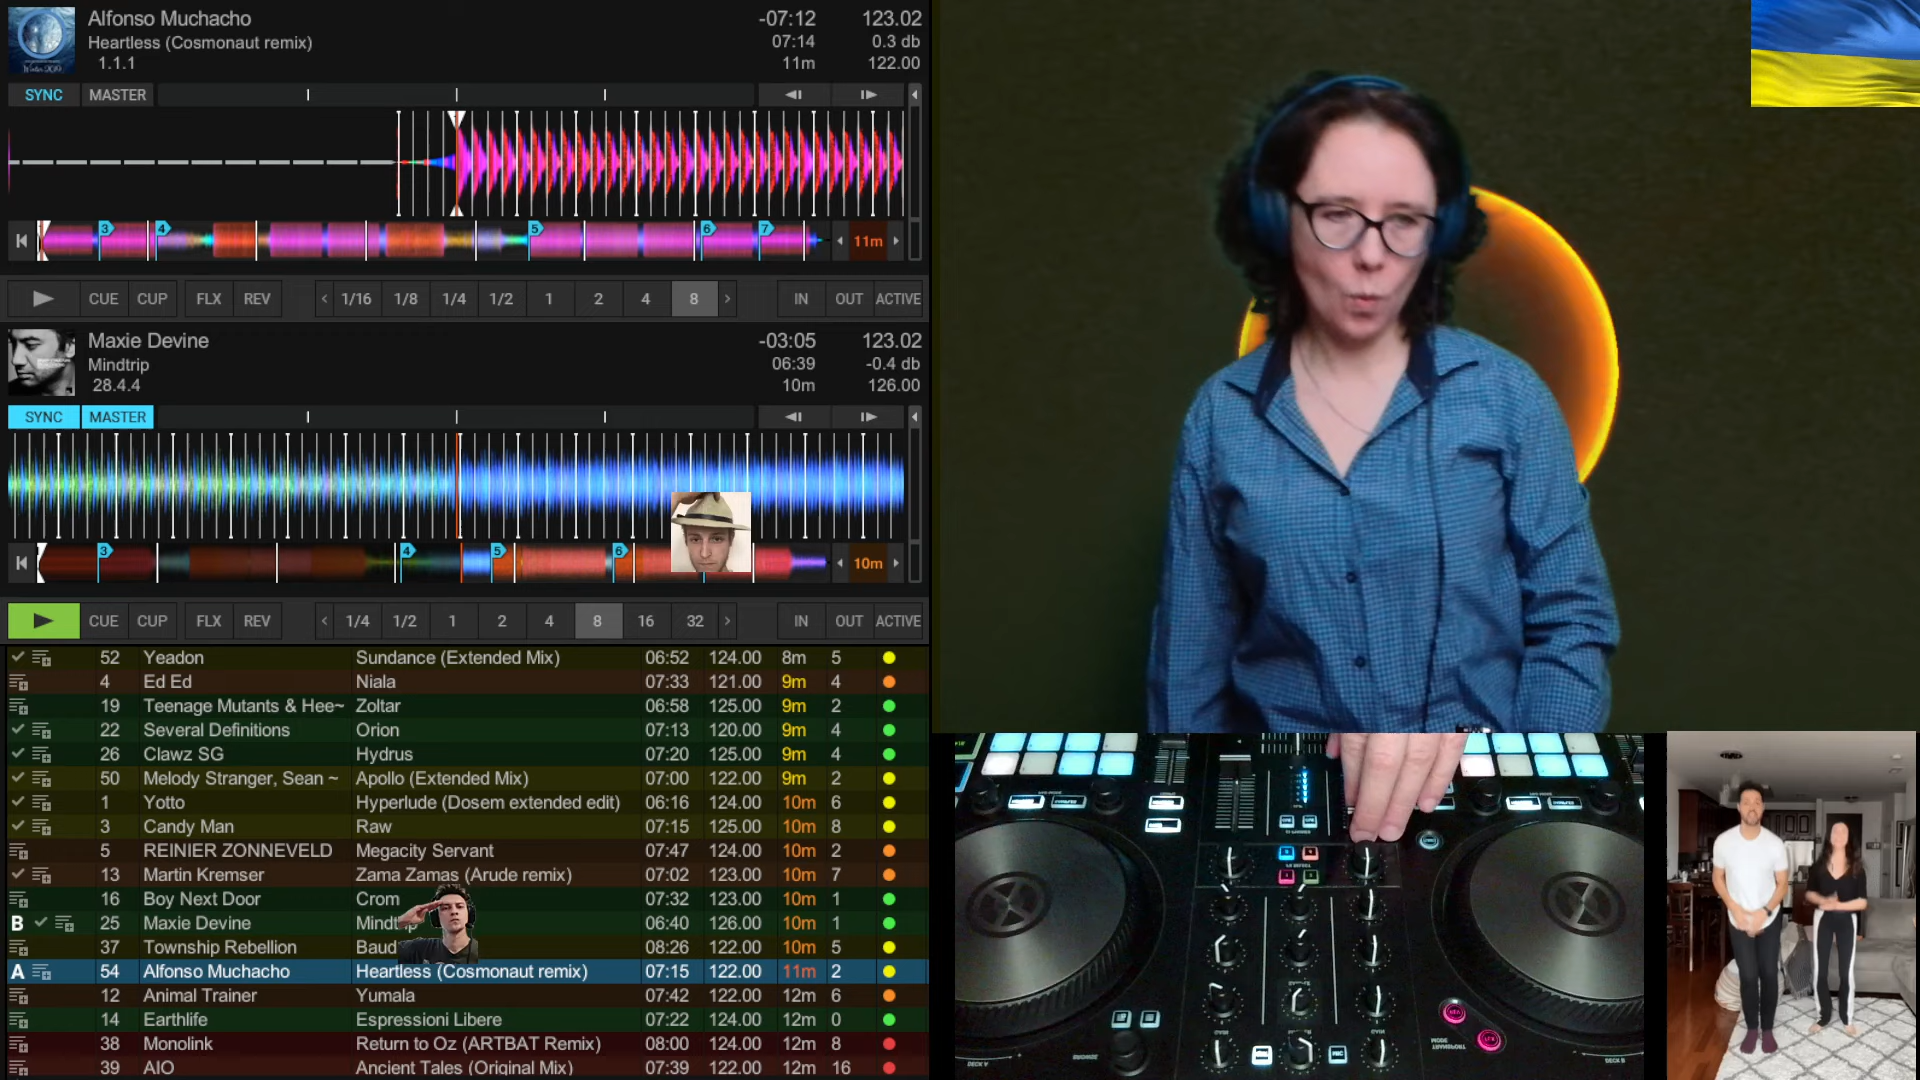 Alfonso Muchacho -07:12 123.02
Heartless (Cosmonaut remix) 07:14 0.3 db
1.1.1 11m 122.00
SYNC MASTER
3 4 5 6 7 11m
CUE CUP FLX REV 1/16 1/8 1/4 1/2 1 2 4 8 IN OUT ACTIVE
Maxie Devine -03:05 123.02
Mindtrip 06:39 -0.4 db
28.4.4 10m 126.00
SYNC MASTER
3 4 5 6 10m
CUE CUP FLX REV 1/4 1/2 1 2 4 8 16 32 IN OUT ACTIVE
52 Yeadon Sundance (Extended Mix) 06:52 124.00 8m 5
4 Ed Ed Niala 07:33 121.00 9m 4
19 Teenage Mutants & Hee~ Zoltar 06:58 125.00 9m 2
22 Several Definitions Orion 07:13 120.00 9m 4
26 Clawz SG Hydrus 07:20 125.00 9m 4
50 Melody Stranger, Sean ~ Apollo (Extended Mix) 07:00 122.00 9m 2
1 Yotto Hyperlude (Dosem extended edit) 06:16 124.00 10m 6
3 Candy Man Raw 07:15 125.00 10m 8
5 REINIER ZONNEVELD Megacity Servant 07:47 124.00 10m 2
13 Martin Kremser Zama Zamas (Arude remix) 07:02 123.00 10m 7
16 Boy Next Door Crom 07:32 123.00 10m 1
B 25 Maxie Devine Mindtrip 06:40 126.00 10m 1
37 Township Rebellion Baud 08:26 122.00 10m 5
A 54 Alfonso Muchacho Heartless (Cosmonaut remix) 07:15 122.00 11m 2
12 Animal Trainer Yumala 07:42 122.00 12m 6
14 Earthlife Espressioni Libere 07:22 124.00 12m 0
38 Monolink Return to Oz (ARTBAT Remix) 08:00 124.00 12m 8
39 AIO Ancient Tales (Original Mix) 07:39 122.00 12m 16